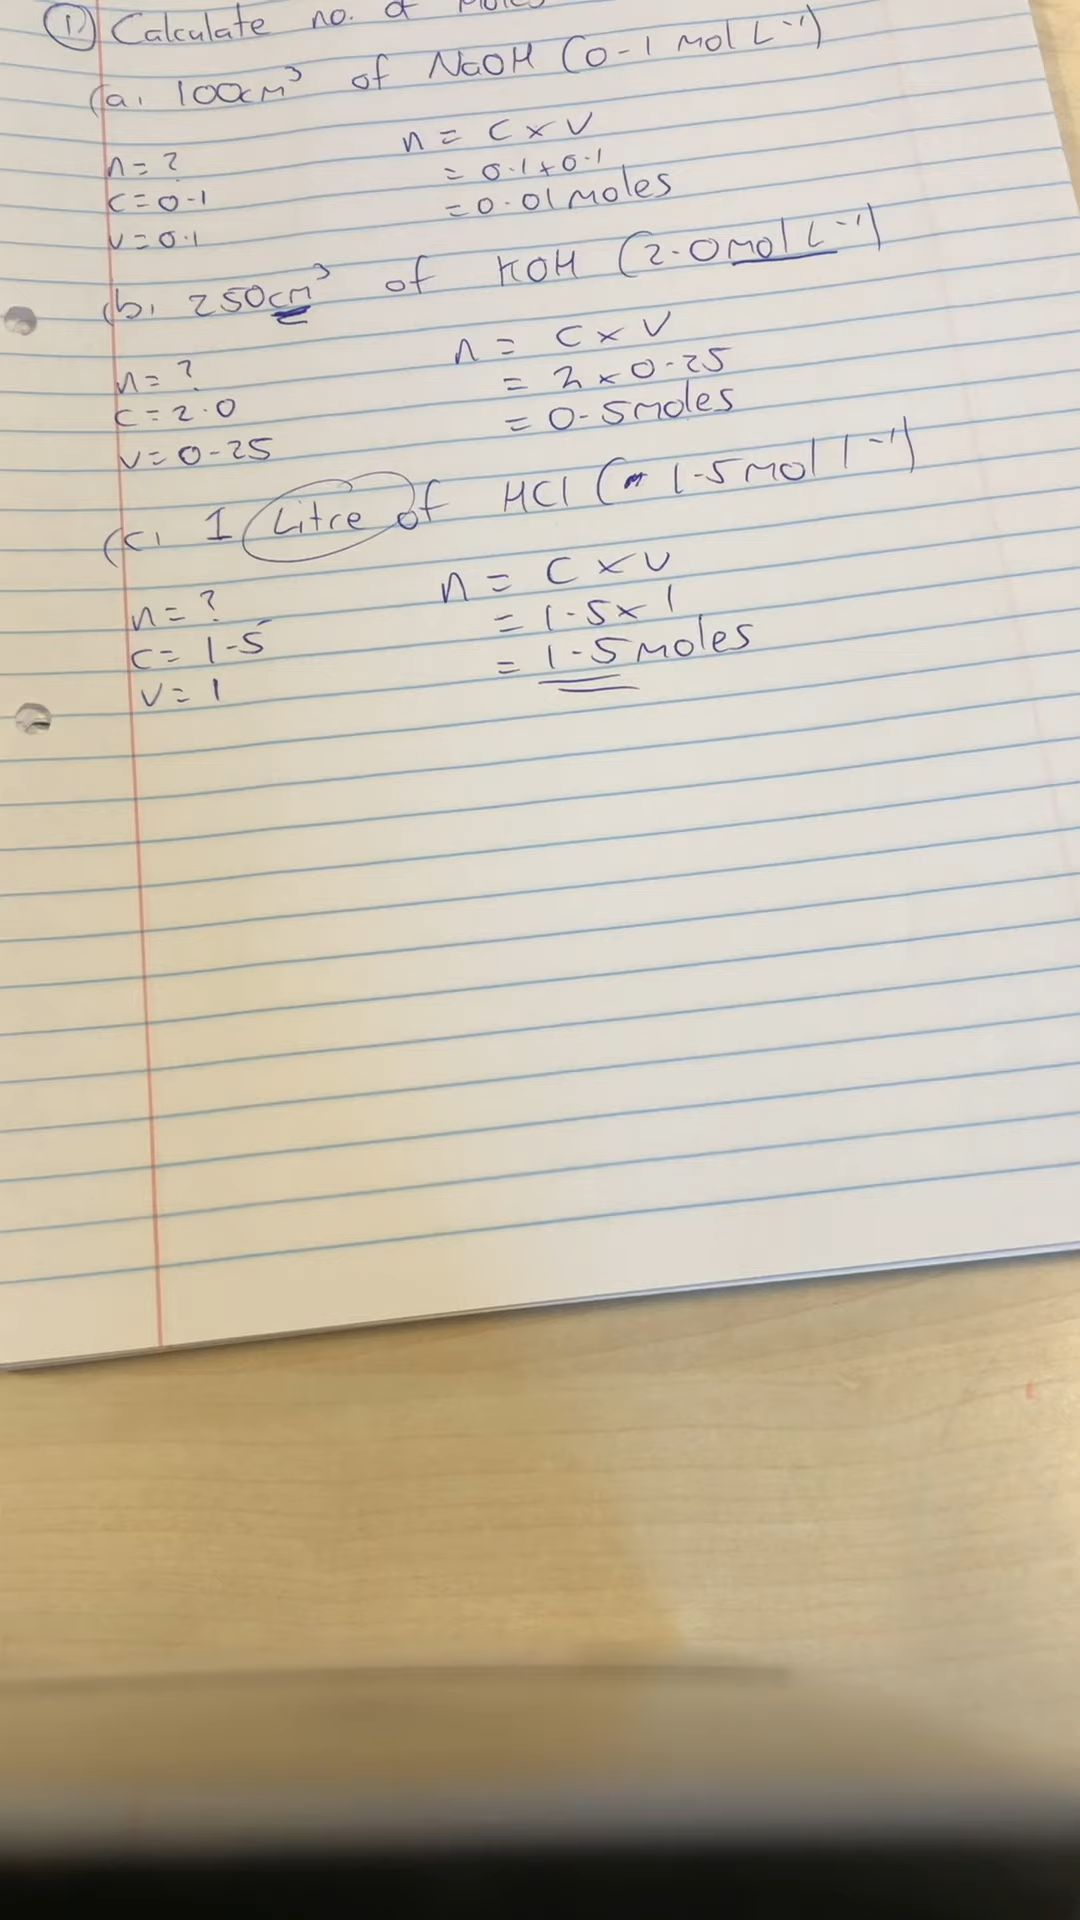 ① Calculate no. of Moles
(a. 100cm³ of NaOH (0-1 mol L⁻¹)
n = ? n = C x V
C = 0-1 = 0.1 x 0.1
V = 0.1 = 0.01 moles
(b. 250cm³ of KOH (2.0 mol L⁻¹)
n = ? n = C x V
C = 2.0 = 2 x 0-25
V = 0-25 = 0-5 moles
(c. 1 Litre of HCl (1-5 mol l⁻¹)
n = ? n = C x V
C = 1-5 = 1-5 x 1
V = 1 = 1-5 moles